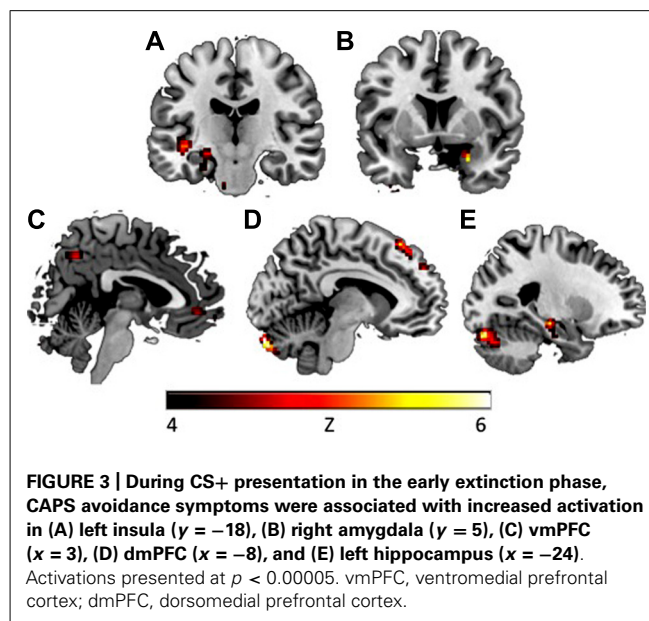 A B
C D E
4 Z 6
FIGURE 3 | During CS+ presentation in the early extinction phase,
CAPS avoidance symptoms were associated with increased activation
in (A) left insula (y = −18), (B) right amygdala (y = 5), (C) vmPFC
(x = 3), (D) dmPFC (x = −8), and (E) left hippocampus (x = −24).
Activations presented at p < 0.00005. vmPFC, ventromedial prefrontal
cortex; dmPFC, dorsomedial prefrontal cortex.